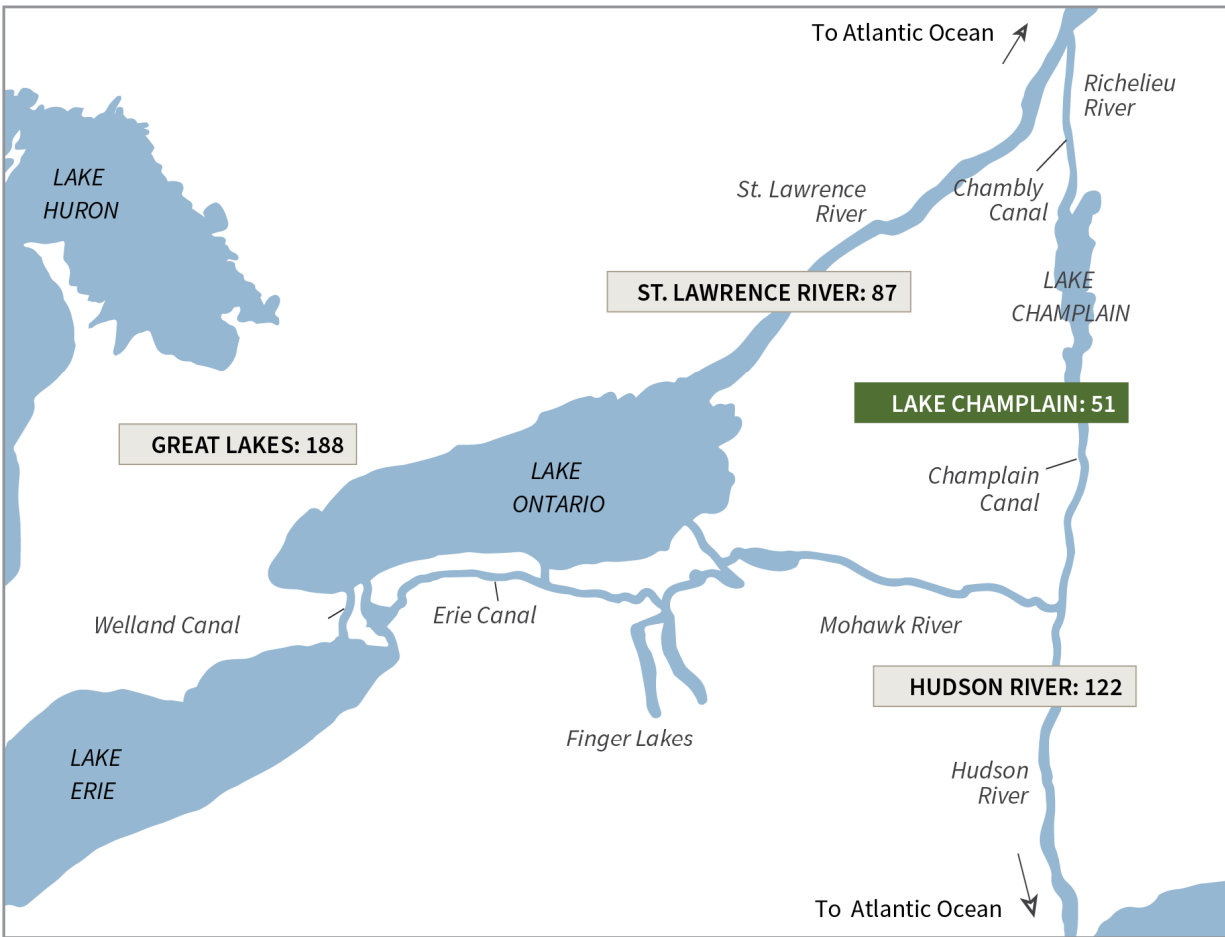 To Atlantic Ocean
Richelieu
River
LAKE
HURON
St. Lawrence
River
Chambly
Canal
ST. LAWRENCE RIVER: 87
LAKE
CHAMPLAIN
LAKE CHAMPLAIN: 51
GREAT LAKES: 188
LAKE
ONTARIO
Champlain
Canal
Welland Canal
Erie Canal
Mohawk River
HUDSON RIVER: 122
Finger Lakes
LAKE
ERIE
Hudson
River
To Atlantic Ocean